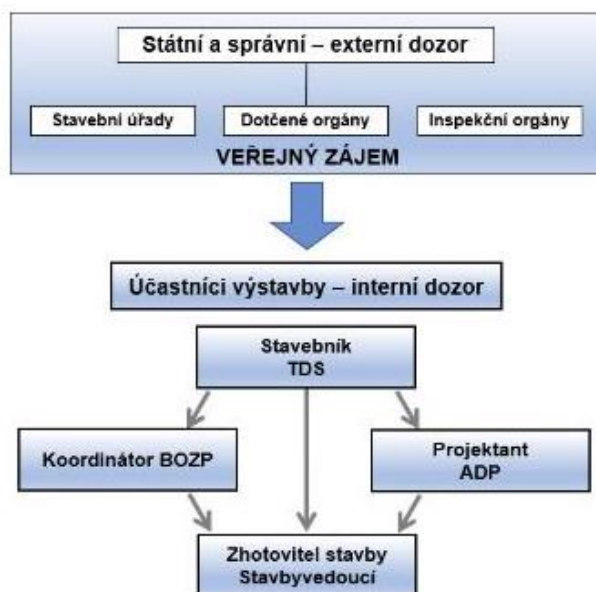 Státní a správní – externí dozor
Stavební úřady
Dotčené orgány
Inspekční orgány
VEŘEJNÝ ZÁJEM
Účastníci výstavby – interní dozor
Stavebník
TDS
Koordinátor BOZP
Projektant
ADP
Zhotovitel stavby
Stavbyvedoucí